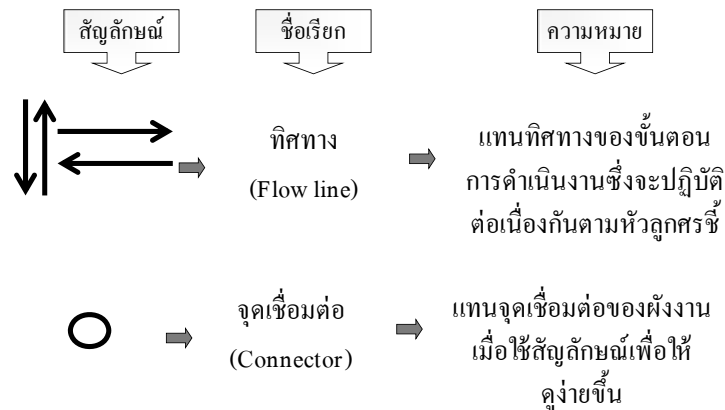 สัญลักษณ์
ชื่อเรียก
ความหมาย
ทิศทาง
(Flow line)
แทนทิศทางของขั้นตอน
การดำเนินงานซึ่งจะปฏิบัติ
ต่อเนื่องกันตามหัวลูกศรชี้
จุดเชื่อมต่อ
(Connector)
แทนจุดเชื่อมต่อของผังงาน
เมื่อใช้สัญลักษณ์เพื่อให้
ดูง่ายขึ้น